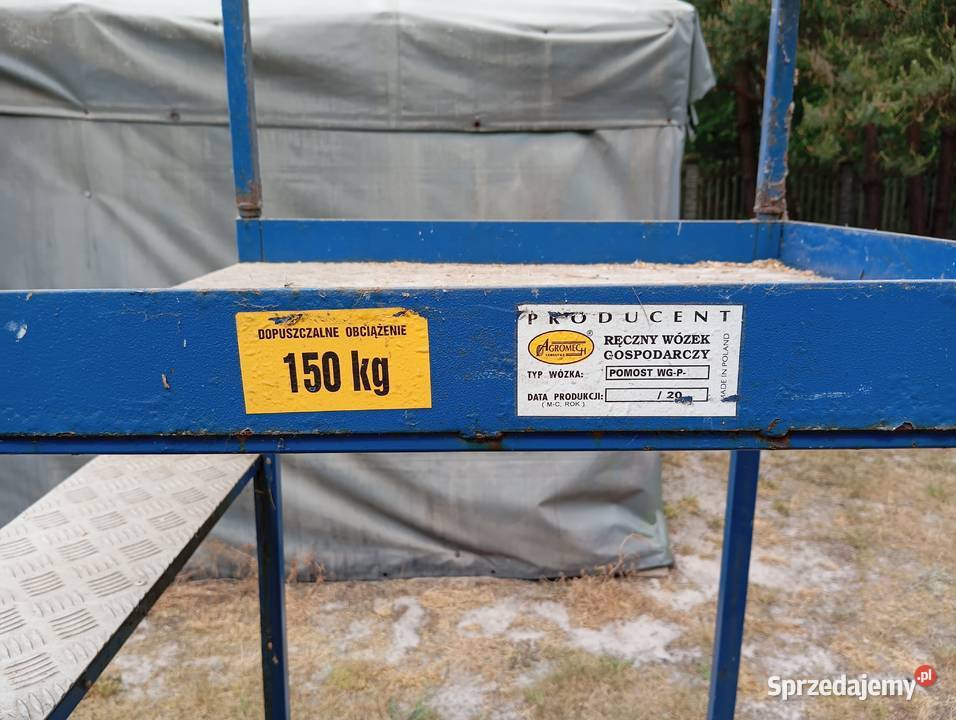 DOPUSZCZALNE OBCIĄŻENIE
150 kg
PRODUCENT
AGROMECH ®
RĘCZNY WÓZEK
GOSPODARCZY
TYP WÓZKA: POMOST WG-P-
DATA PRODUKCJI: / 20
( M-C, ROK )
MADE IN POLAND
Sprzedajemy.pl